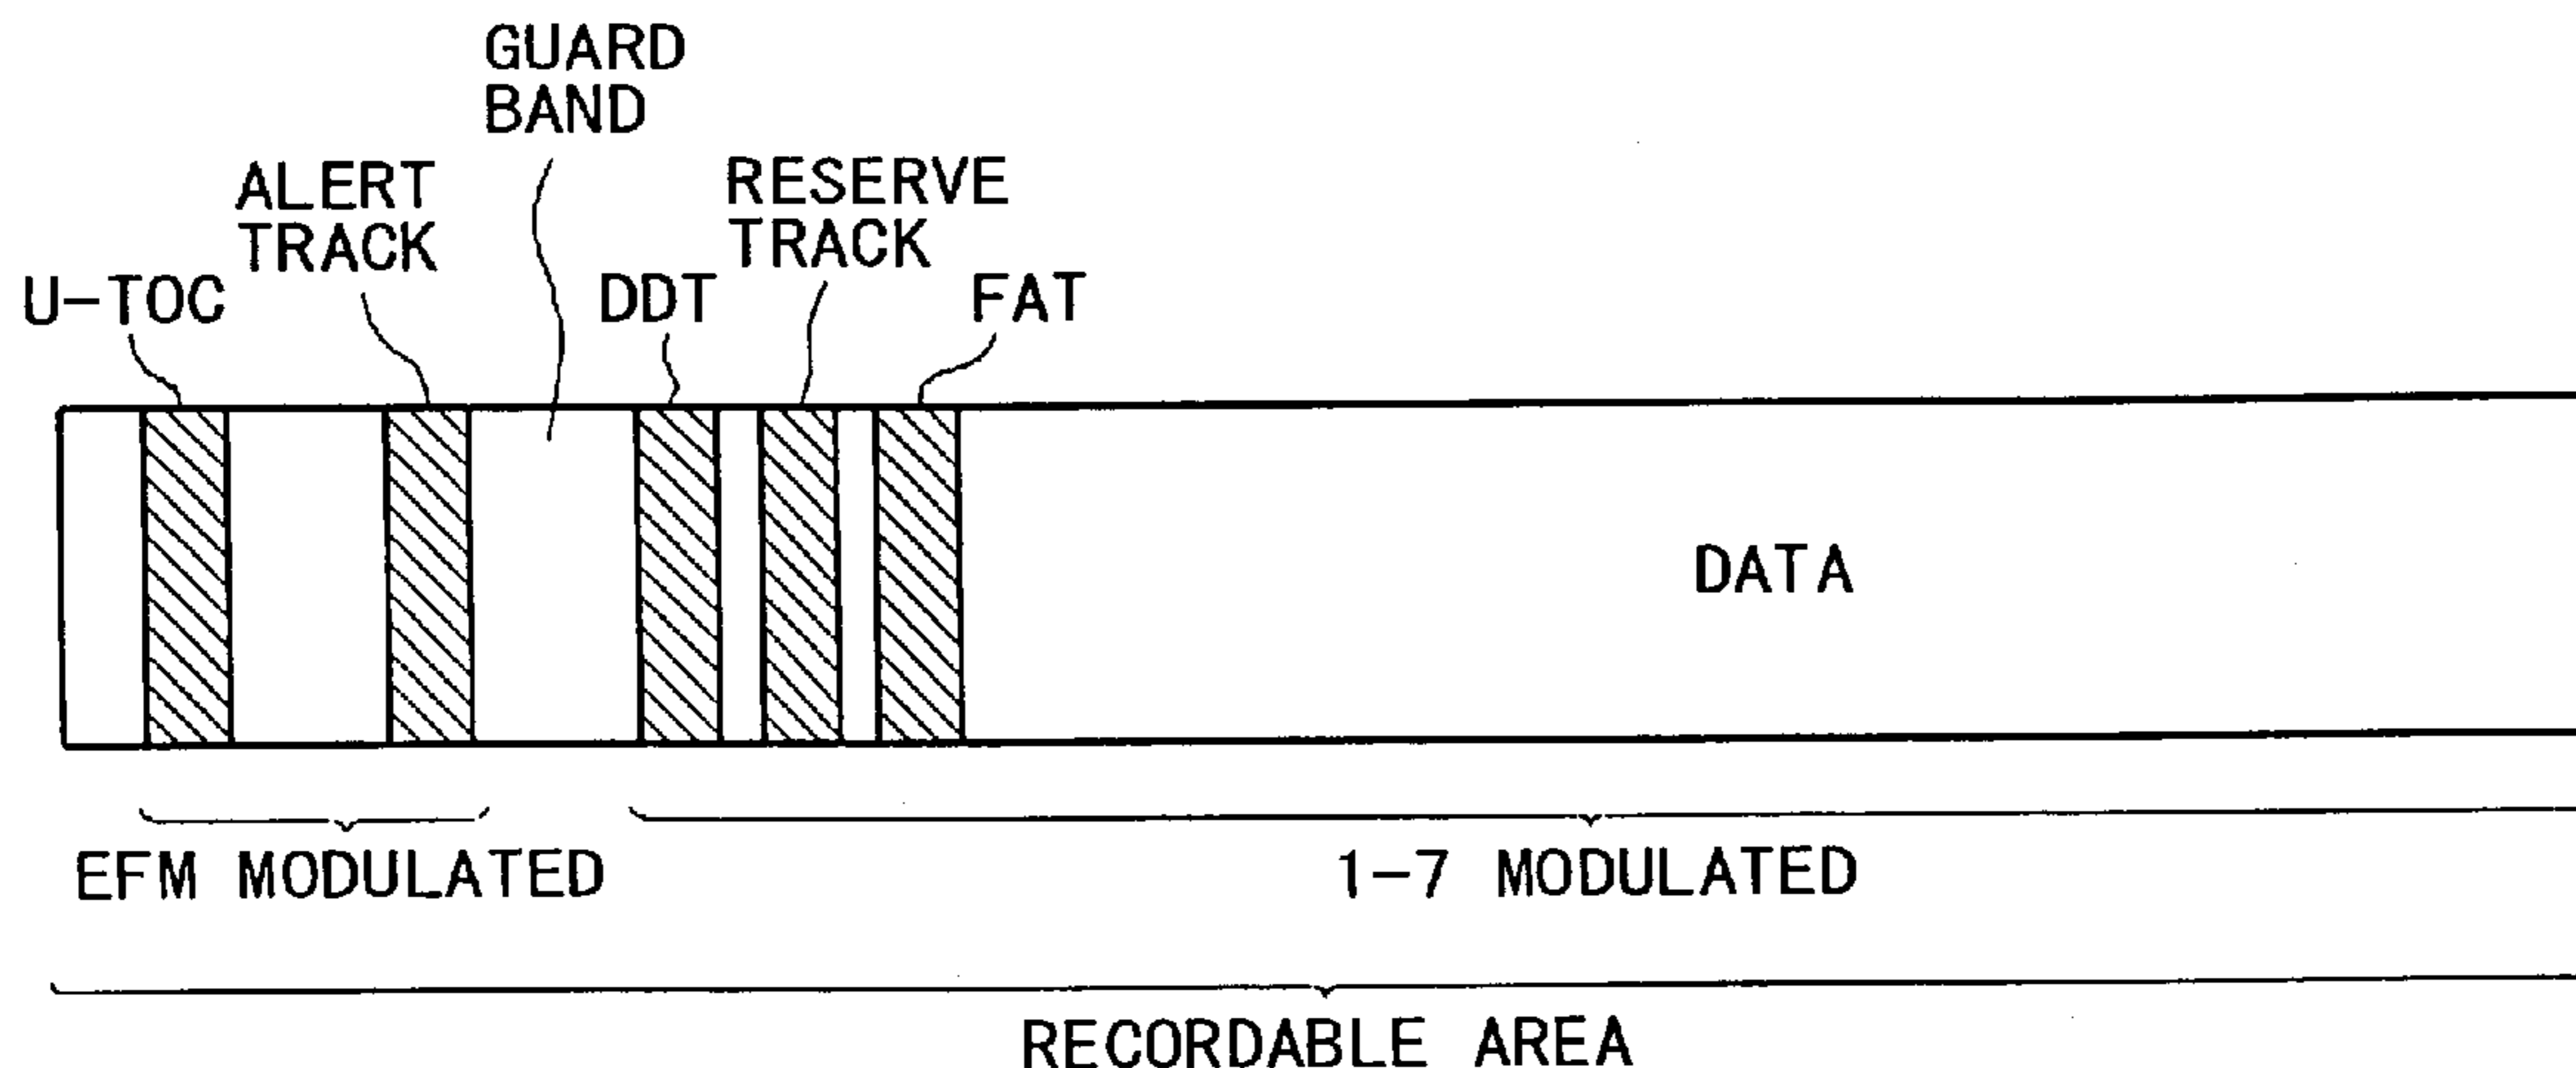 GUARD
BAND
ALERT
TRACK
RESERVE
TRACK
U-TOC
DDT
FAT
DATA
EFM MODULATED
1-7 MODULATED
RECORDABLE AREA